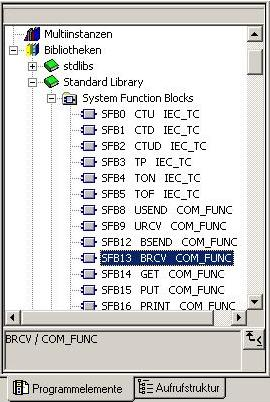 Multiinstanzen
Bibliotheken
stdlibs
Standard Library
System Function Blocks
SFB0 CTU IEC_TC
SFB1 CTD IEC_TC
SFB2 CTUD IEC_TC
SFB3 TP IEC_TC
SFB4 TON IEC_TC
SFB5 TOF IEC_TC
SFB8 USEND COM_FUNC
SFB9 URCV COM_FUNC
SFB12 BSEND COM_FUNC
SFB13 BRCV COM_FUNC
SFB14 GET COM_FUNC
SFB15 PUT COM_FUNC
SFB16 PRINT COM_FUNC
BRCV / COM_FUNC
Programmelemente Aufrufstruktur